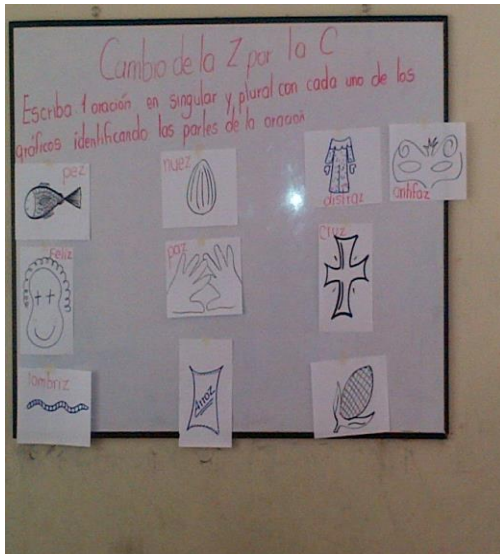 Cambio de la Z por la C
Escriba 1 oración en singular y plural con cada uno de los
gráficos identificando las partes de la oración
pez
nuez
disfraz
antifaz
Feliz
paz
cruz
lombriz
Arroz